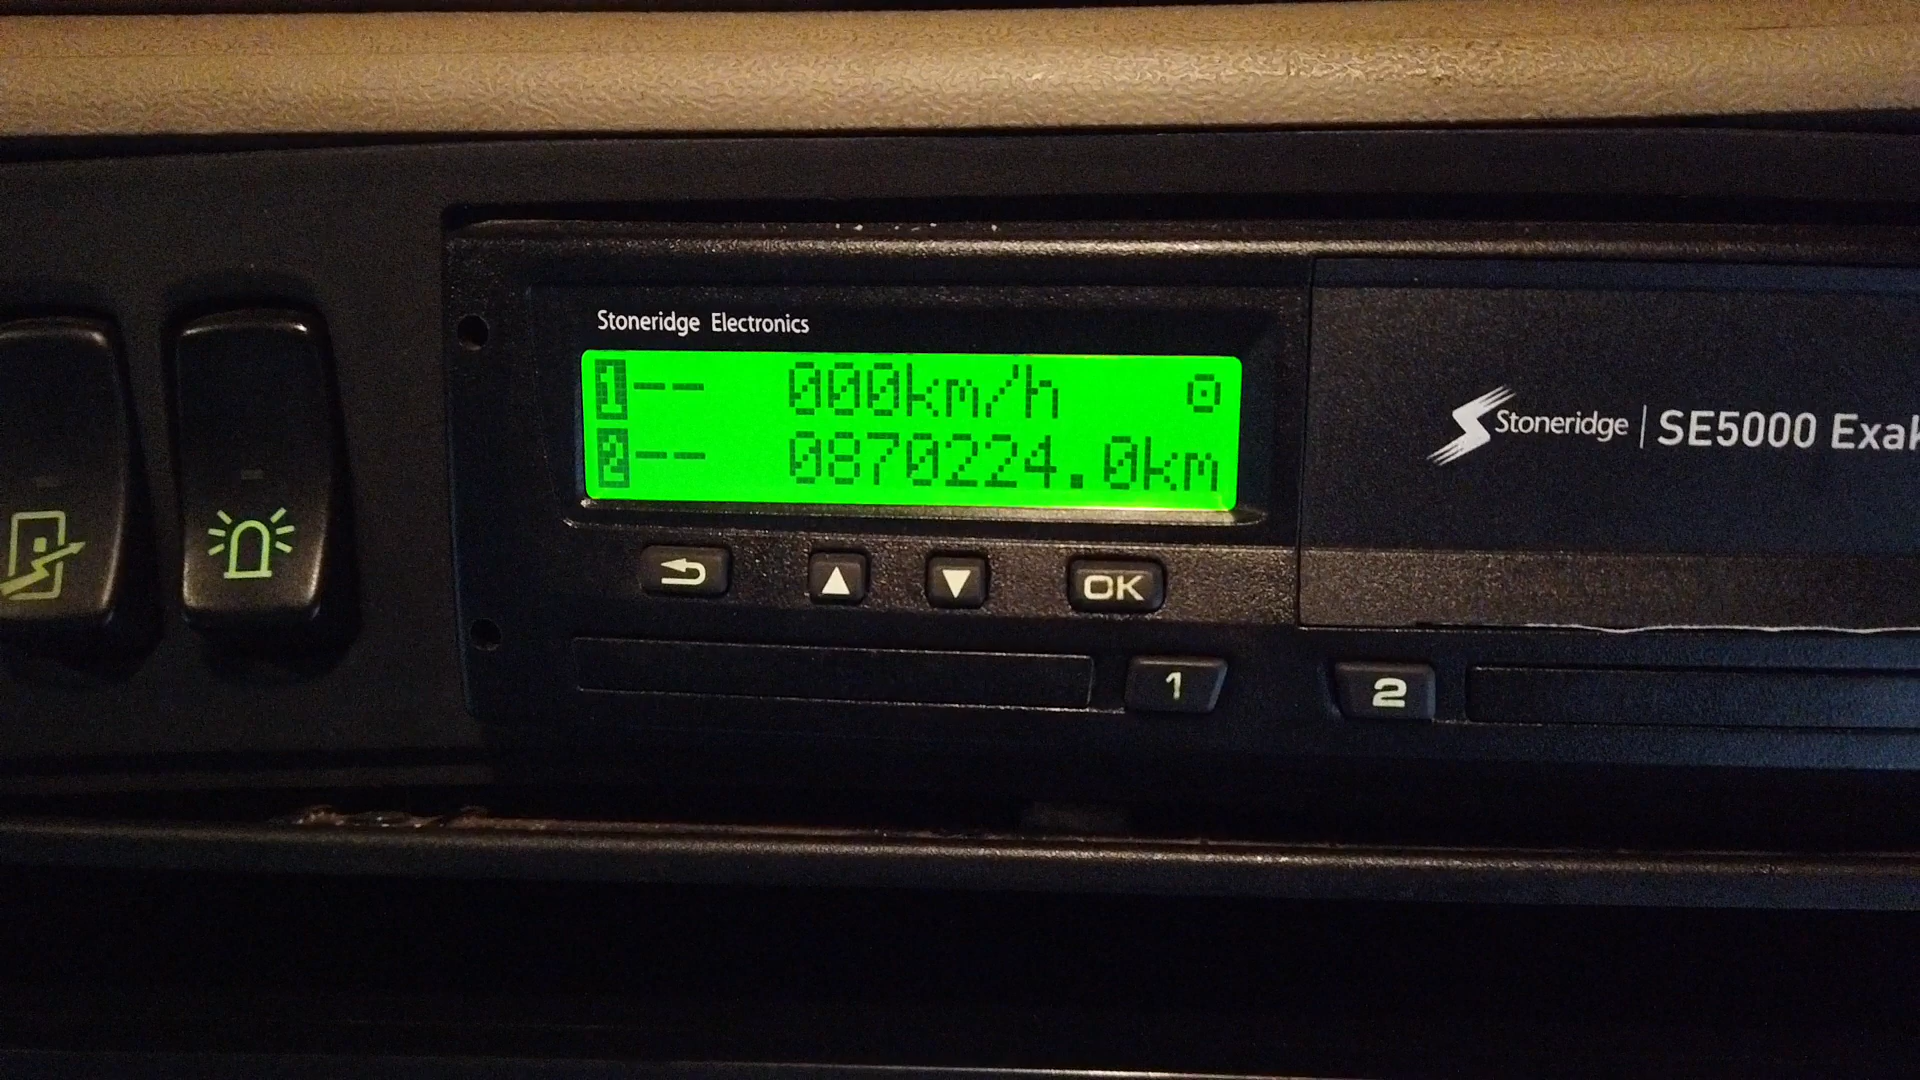 Stoneridge Electronics
1-- 000km/h
2-- 0870224.0km
Stoneridge | SE5000 Exak
OK
1
2